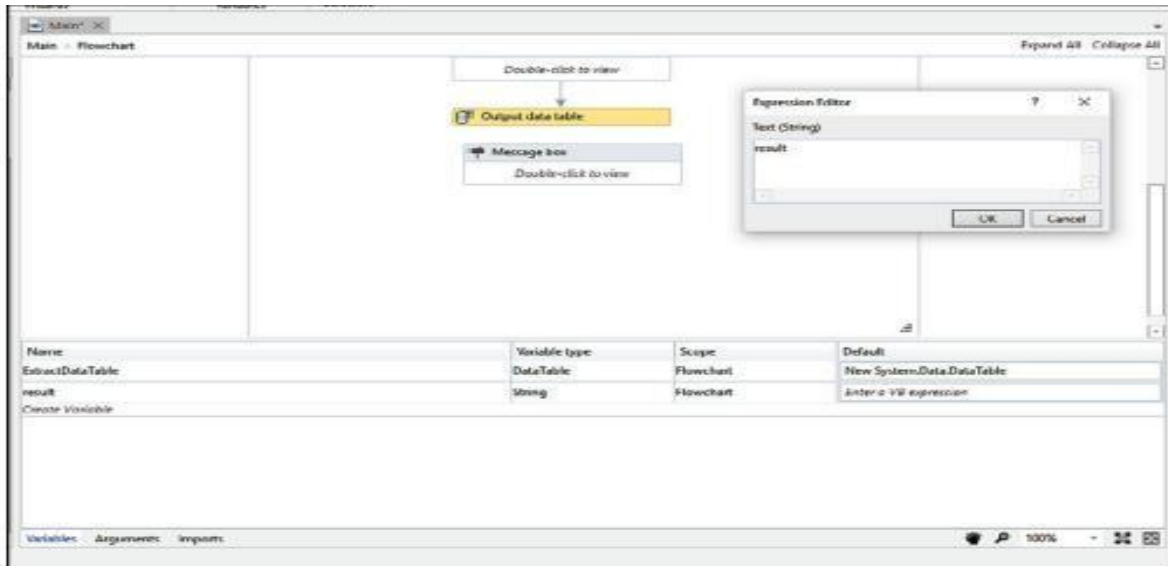 Main* ×
Main Flowchart
Expand All Collapse All
Double-click to view
Output data table
Message box
Double-click to view
Expression Editor ? ×
Text (String)
result
OK Cancel
Name Variable type Scope Default
ExtractDataTable DataTable Flowchart New System.Data.DataTable
result String Flowchart Enter a VB expression
Create Variable
Variables Arguments Imports 100%